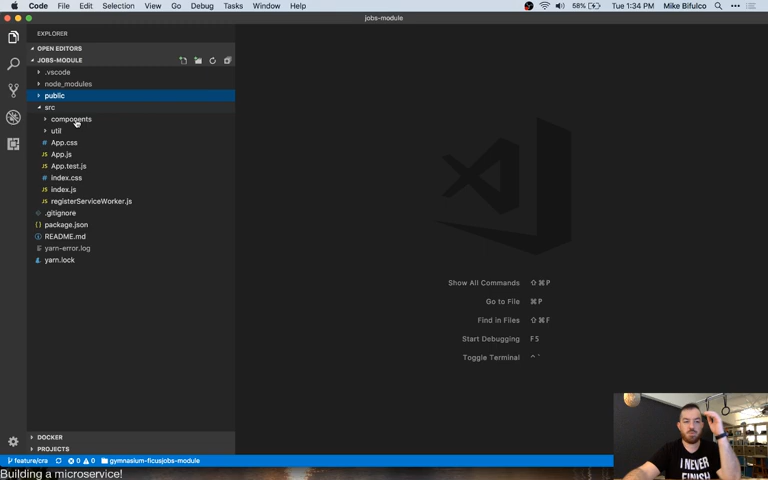 Code File Edit Selection View Go Debug Tasks Window Help 58% Tue 1:34 PM Mike Bifulco
jobs-module
EXPLORER
OPEN EDITORS
JOBS-MODULE
.vscode
node_modules
public
src
components
util
# App.css
JS App.js
JS App.test.js
# index.css
JS index.js
JS registerServiceWorker.js
.gitignore
{} package.json
README.md
yarn-error.log
yarn.lock
Show All Commands ⇧⌘P
Go to File ⌘P
Find in Files ⇧⌘F
Start Debugging F5
Toggle Terminal ⌃`
DOCKER
PROJECTS
feature/cra 0 0 gymnasium-ficusjobs-module
I NEVER
FINISH
Building a microservice!